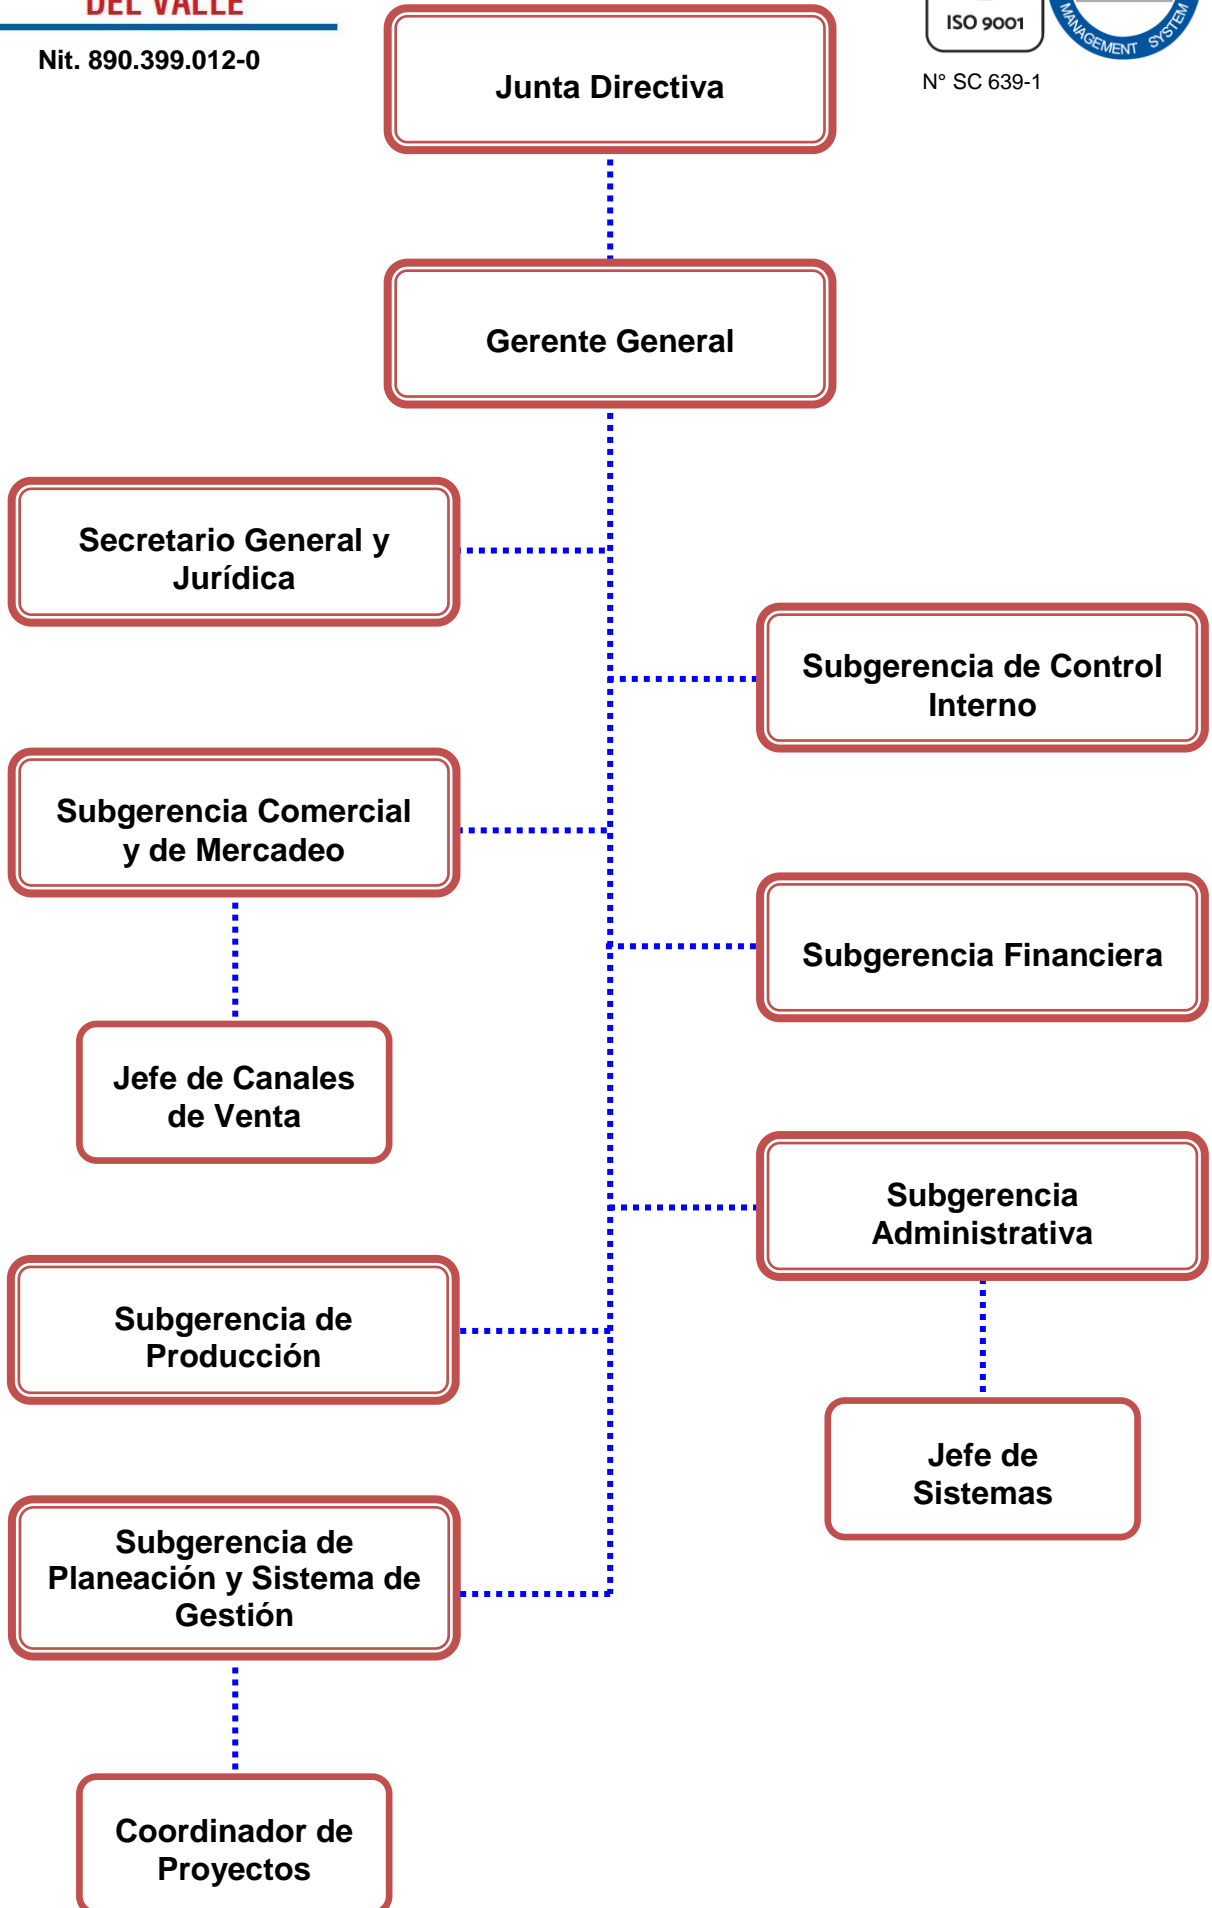 DEL VALLE
Nit. 890.399.012-0
ISO 9001
MANAGEMENT SYSTEM
N° SC 639-1
Junta Directiva
Gerente General
Secretario General y
Jurídica
Subgerencia de Control
Interno
Subgerencia Comercial
y de Mercadeo
Subgerencia Financiera
Jefe de Canales
de Venta
Subgerencia
Administrativa
Subgerencia de
Producción
Jefe de
Sistemas
Subgerencia de
Planeación y Sistema de
Gestión
Coordinador de
Proyectos